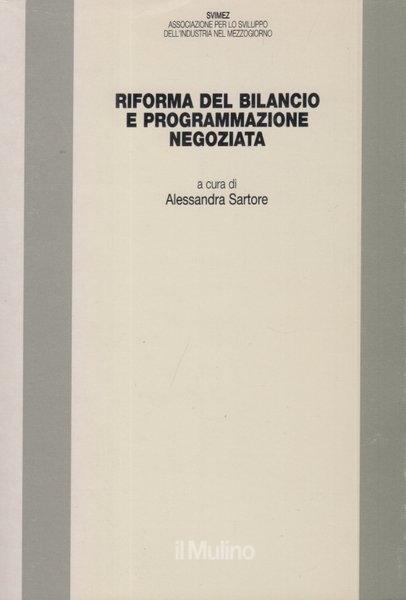 SVIMEZ
ASSOCIAZIONE PER LO SVILUPPO
DELL'INDUSTRIA NEL MEZZOGIORNO
RIFORMA DEL BILANCIO
E PROGRAMMAZIONE
NEGOZIATA
a cura di
Alessandra Sartore
il Mulino